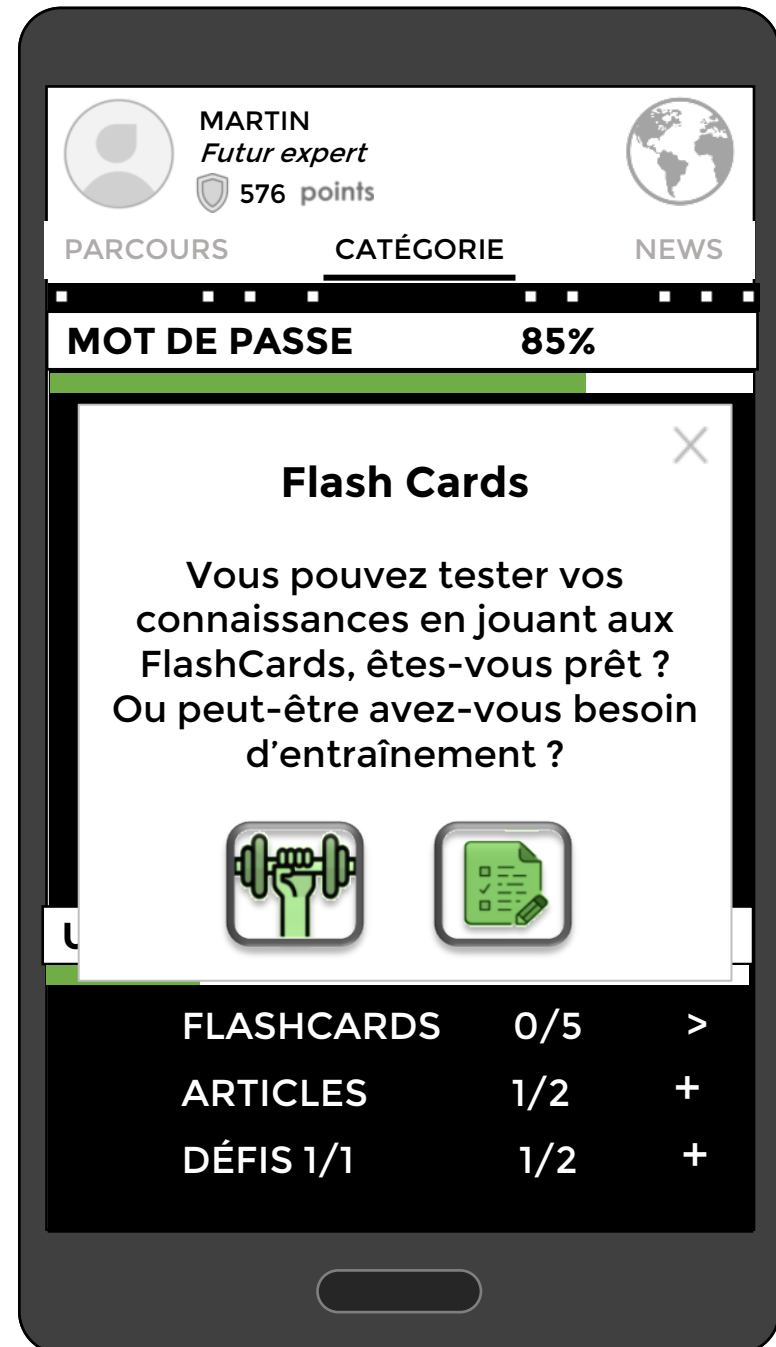 MARTIN
Futur expert
576 points
PARCOURS CATÉGORIE NEWS
MOT DE PASSE 85%
Flash Cards
Vous pouvez tester vos
connaissances en jouant aux
FlashCards, êtes-vous prêt ?
Ou peut-être avez-vous besoin
d’entraînement ?
FLASHCARDS 0/5 >
ARTICLES 1/2 +
DÉFIS 1/1 1/2 +